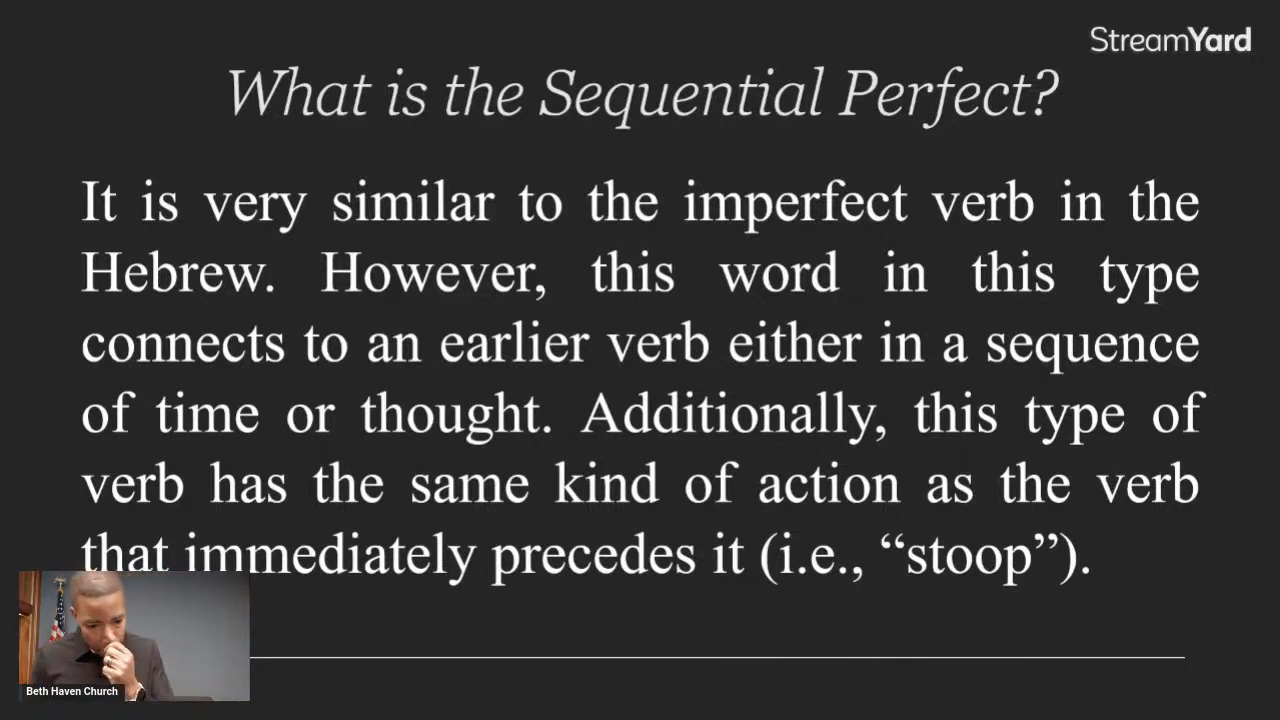 StreamYard
What is the Sequential Perfect?
It is very similar to the imperfect verb in the
Hebrew. However, this word in this type
connects to an earlier verb either in a sequence
of time or thought. Additionally, this type of
verb has the same kind of action as the verb
that immediately precedes it (i.e., “stoop”).
Beth Haven Church